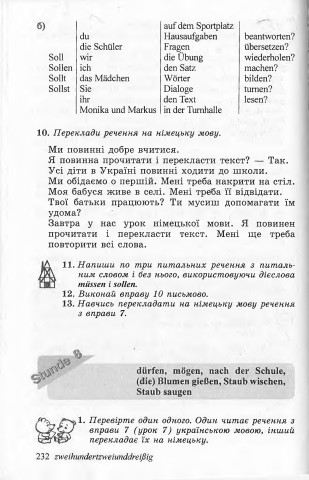 б)
auf dem Sportplatz
du Hausaufgaben beantworten?
die Schüler Fragen übersetzen?
Soll wir die Übung wiederholen?
Sollen ich den Satz machen?
Sollt das Mädchen Wörter bilden?
Sollst Sie Dialoge turnen?
ihr den Text lesen?
Monika und Markus in der Turnhalle
10. Переклади речення на німецьку мову.
Ми повинні добре вчитися.
Я повинна прочитати і перекласти текст? — Так.
Усі діти в Україні повинні ходити до школи.
Ми обідаємо о першій. Мені треба накрити на стіл.
Моя бабуся живе в селі. Мені треба її відвідати.
Твої батьки працюють? Ти мусиш допомагати їм
удома?
Завтра у нас урок німецької мови. Я повинен
прочитати і перекласти текст. Мені ще треба
повторити всі слова.
11. Напиши по три питальних речення з питаль-
ним словом і без нього, використовуючи дієслова
müssen і sollen.
12. Виконай вправу 10 письмово.
13. Навчись перекладати на німецьку мову речення
з вправи 7.
Stunde 8
dürfen, mögen, nach der Schule,
(die) Blumen gießen, Staub wischen,
Staub saugen
1. Перевірте один одного. Один читає речення з
вправи 7 (урок 7) українською мовою, інший
перекладає їх на німецьку.
232 zweihundertzweiunddreißig